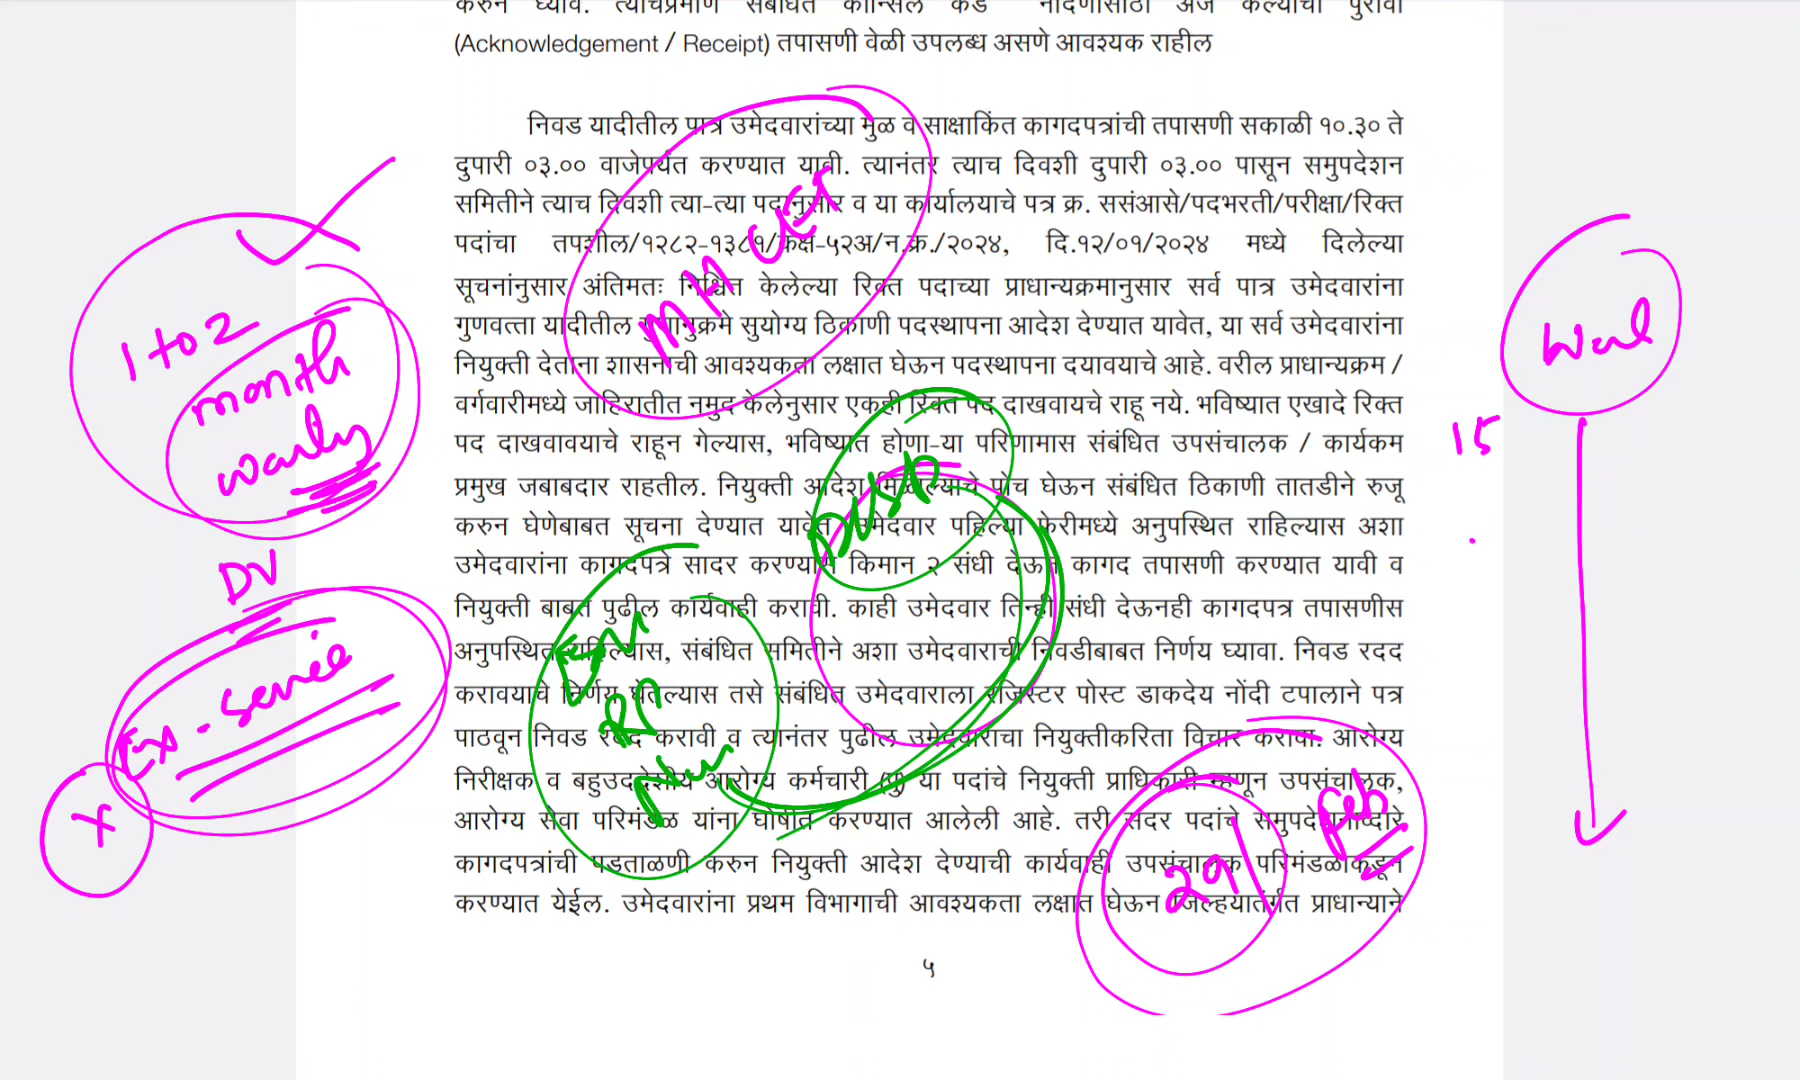 करुन घ्यावे. त्याचप्रमाणे संबंधित कौन्सिल कडे नोंदणीसाठी अर्ज केल्याचा पुरावा
(Acknowledgement / Receipt) तपासणी वेळी उपलब्ध असणे आवश्यक राहील
निवड यादीतील पात्र उमेदवारांच्या मुळ व साक्षाकिंत कागदपत्रांची तपासणी सकाळी १०.३० ते
दुपारी ०३.०० वाजेपर्यंत करण्यात यावी. त्यानंतर त्याच दिवशी दुपारी ०३.०० पासून समुपदेशन
समितीने त्याच दिवशी त्या-त्या पदानुसार व या कार्यालयाचे पत्र क्र. ससंआसे/पदभरती/परीक्षा/रिक्त
पदांचा तपशील/१२८२-१३८१/कक्ष-५२अ/न.क्र./२०२४, दि.१२/०१/२०२४ मध्ये दिलेल्या
सूचनांनुसार अंतिमतः निश्चित केलेल्या रिक्त पदाच्या प्राधान्यक्रमानुसार सर्व पात्र उमेदवारांना
गुणवत्ता यादीतील गुणानुक्रमे सुयोग्य ठिकाणी पदस्थापना आदेश देण्यात यावेत, या सर्व उमेदवारांना
नियुक्ती देताना शासनाची आवश्यकता लक्षात घेऊन पदस्थापना दयावयाचे आहे. वरील प्राधान्यक्रम /
वर्गवारीमध्ये जाहिरातीत नमुद केलेनुसार एकही रिक्त पद दाखवायचे राहू नये. भविष्यात एखादे रिक्त
पद दाखवावयाचे राहून गेल्यास, भविष्यात होणा-या परिणामास संबंधित उपसंचालक / कार्यकम
प्रमुख जबाबदार राहतील. नियुक्ती आदेश मिळाल्याचे पोच घेऊन संबंधित ठिकाणी तातडीने रुजू
करुन घेणेबाबत सूचना देण्यात यावेत उमेदवार पहिल्या फेरीमध्ये अनुपस्थित राहिल्यास अशा
उमेदवारांना कागदपत्रे सादर करण्यास किमान २ संधी देऊन कागद तपासणी करण्यात यावी व
नियुक्ती बाबत पुढील कार्यवाही करावी. काही उमेदवार तिन्ही संधी देऊनही कागदपत्र तपासणीस
अनुपस्थित राहिल्यास, संबंधित समितीने अशा उमेदवाराची निवडीबाबत निर्णय घ्यावा. निवड रदद
करावयाचे निर्णय घेतल्यास तसे संबंधित उमेदवाराला रजिस्टर पोस्ट डाकदेय नोंदी टपालाने पत्र
पाठवून निवड रदद करावी व त्यानंतर पुढील उमेदवाराचा नियुक्तीकरिता विचार करावा. आरोग्य
निरीक्षक व बहुउददेशीय आरोग्य कर्मचारी (पु) या पदांचे नियुक्ती प्राधिकारी म्हणून उपसंचालक,
आरोग्य सेवा परिमंडळ यांना घोषीत करण्यात आलेली आहे. तरी सदर पदांचे समुपदेशनाव्दारे
कागदपत्रांची पडताळणी करुन नियुक्ती आदेश देण्याची कार्यवाही उपसंचालक परिमंडळाकडून
करण्यात येईल. उमेदवारांना प्रथम विभागाची आवश्यकता लक्षात घेऊन जिल्हयातंर्गत प्राधान्याने
५
1 to 2
month
DV
Ex-
x
MH
15
29/ Feb